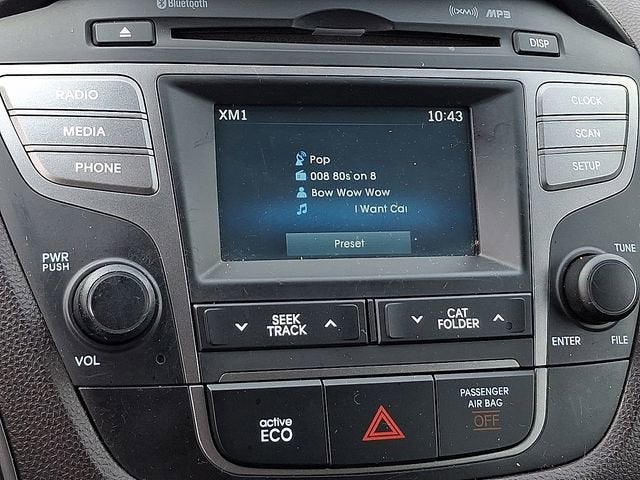 Bluetooth
((XM)) MP3
DISP
RADIO
MEDIA
PHONE
XM1
10:43
Pop
008 80s on 8
Bow Wow Wow
I Want Cai
Preset
CLOCK
SCAN
SETUP
PWR
PUSH
VOL
TUNE
ENTER
FILE
SEEK
TRACK
CAT
FOLDER
active
ECO
PASSENGER
AIR BAG
OFF